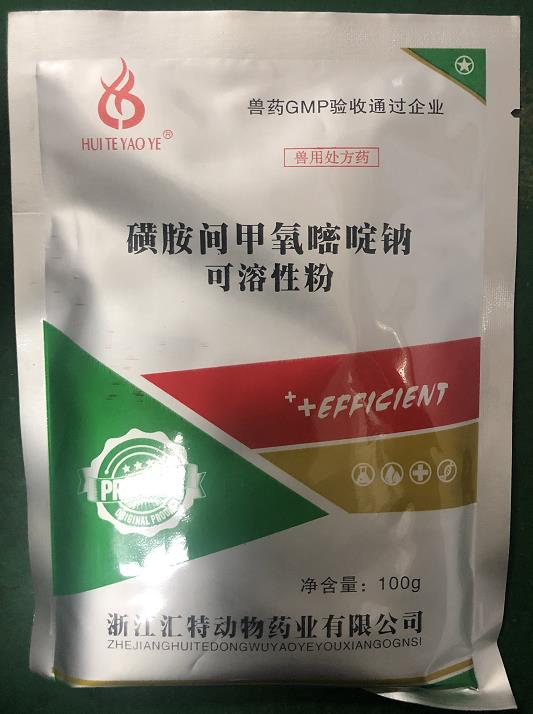 HUI TE YAO YE®
兽药GMP验收通过企业
兽用处方药
磺胺间甲氧嘧啶钠
可溶性粉
++EFFICIENT
ORIGINAL PRODUCT
净含量：100g
浙江汇特动物药业有限公司
ZHEJIANGHUITEDONGWUYAOYEYOUXIANGOGNSI